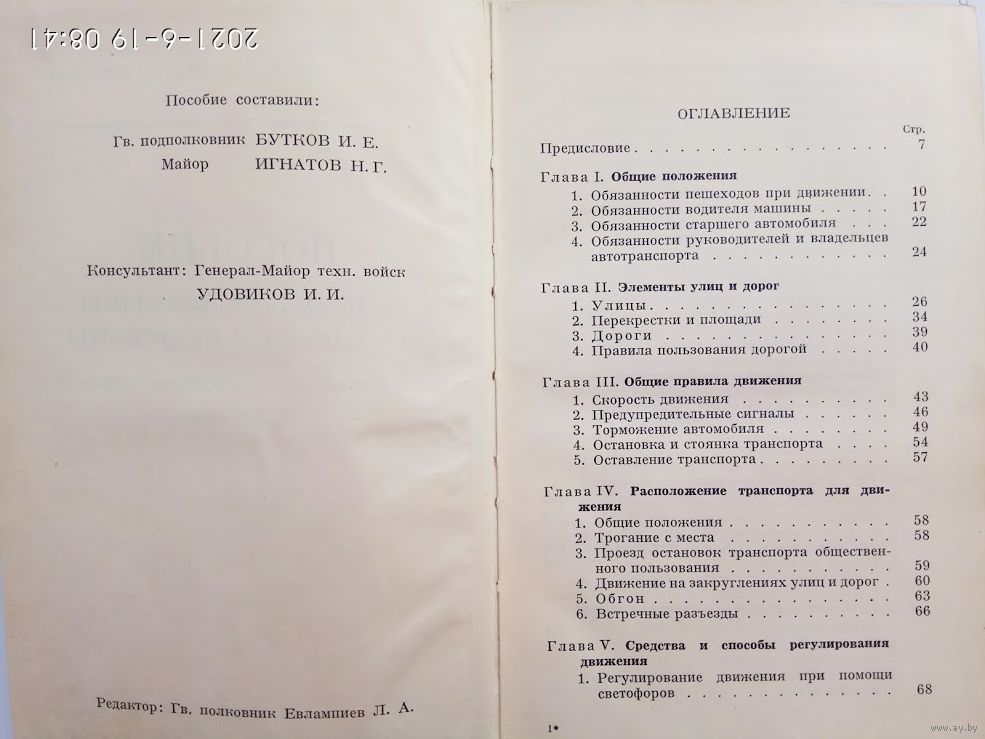 2021-6-19 08:41
Пособие составили:
Гв. подполковник БУТКОВ И. Е.
Майор ИГНАТОВ Н. Г.
Консультант: Генерал-Майор техн. войск
УДОВИКОВ И. И.
Редактор: Гв. полковник Евлампиев Л. А.
ОГЛАВЛЕНИЕ
Стр.
Предисловие . . . . . . . . . . . . . . . . . 7
Глава I. Общие положения
1. Обязанности пешеходов при движении. . 10
2. Обязанности водителя машины . . . . . 17
3. Обязанности старшего автомобиля . . . 22
4. Обязанности руководителей и владельцев
автотранспорта . . . . . . . . . . . . 24
Глава II. Элементы улиц и дорог
1. Улицы. . . . . . . . . . . . . . . . 26
2. Перекрестки и площади . . . . . . . . 34
3. Дороги . . . . . . . . . . . . . . . 39
4. Правила пользования дорогой . . . . . 40
Глава III. Общие правила движения
1. Скорость движения . . . . . . . . . . 43
2. Предупредительные сигналы . . . . . . 46
3. Торможение автомобиля . . . . . . . . 49
4. Остановка и стоянка транспорта . . . . 54
5. Оставление транспорта. . . . . . . . . 57
Глава IV. Расположение транспорта для дви-
жения
1. Общие положения . . . . . . . . . . . 58
2. Трогание с места . . . . . . . . . . . 58
3. Проезд остановок транспорта обществен-
ного пользования . . . . . . . . . . . 59
4. Движение на закруглениях улиц и дорог . 60
5. Обгон . . . . . . . . . . . . . . . . 63
6. Встречные разъезды . . . . . . . . . . 66
Глава V. Средства и способы регулирования
движения
1. Регулирование движения при помощи
светофоров . . . . . . . . . . . . . . 68
1*
www.ay.by